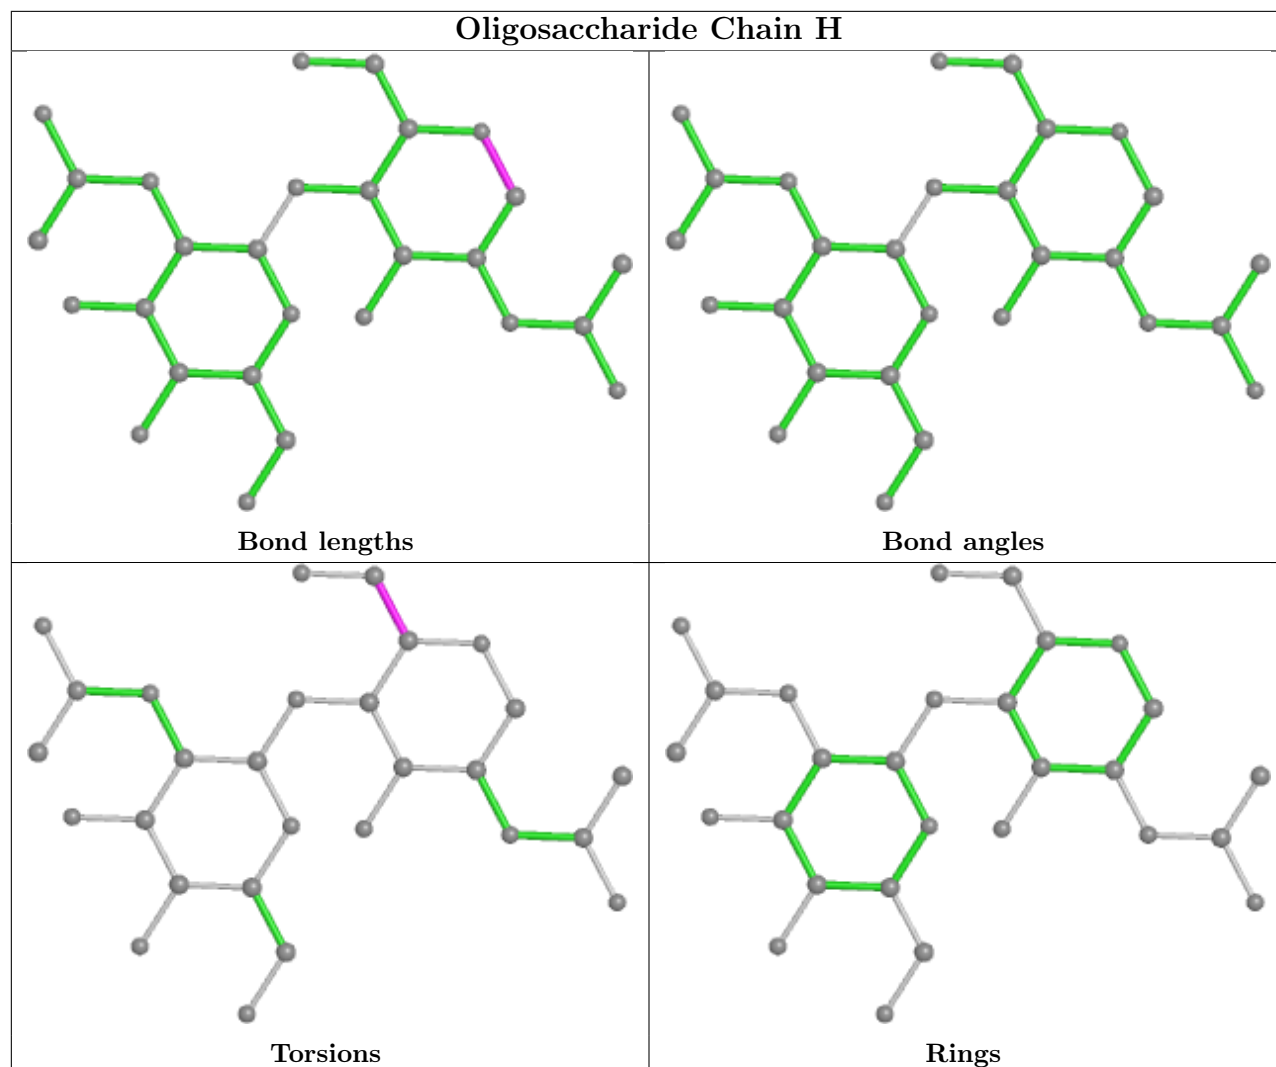 Oligosaccharide Chain H
Bond lengths
Bond angles
Torsions
Rings